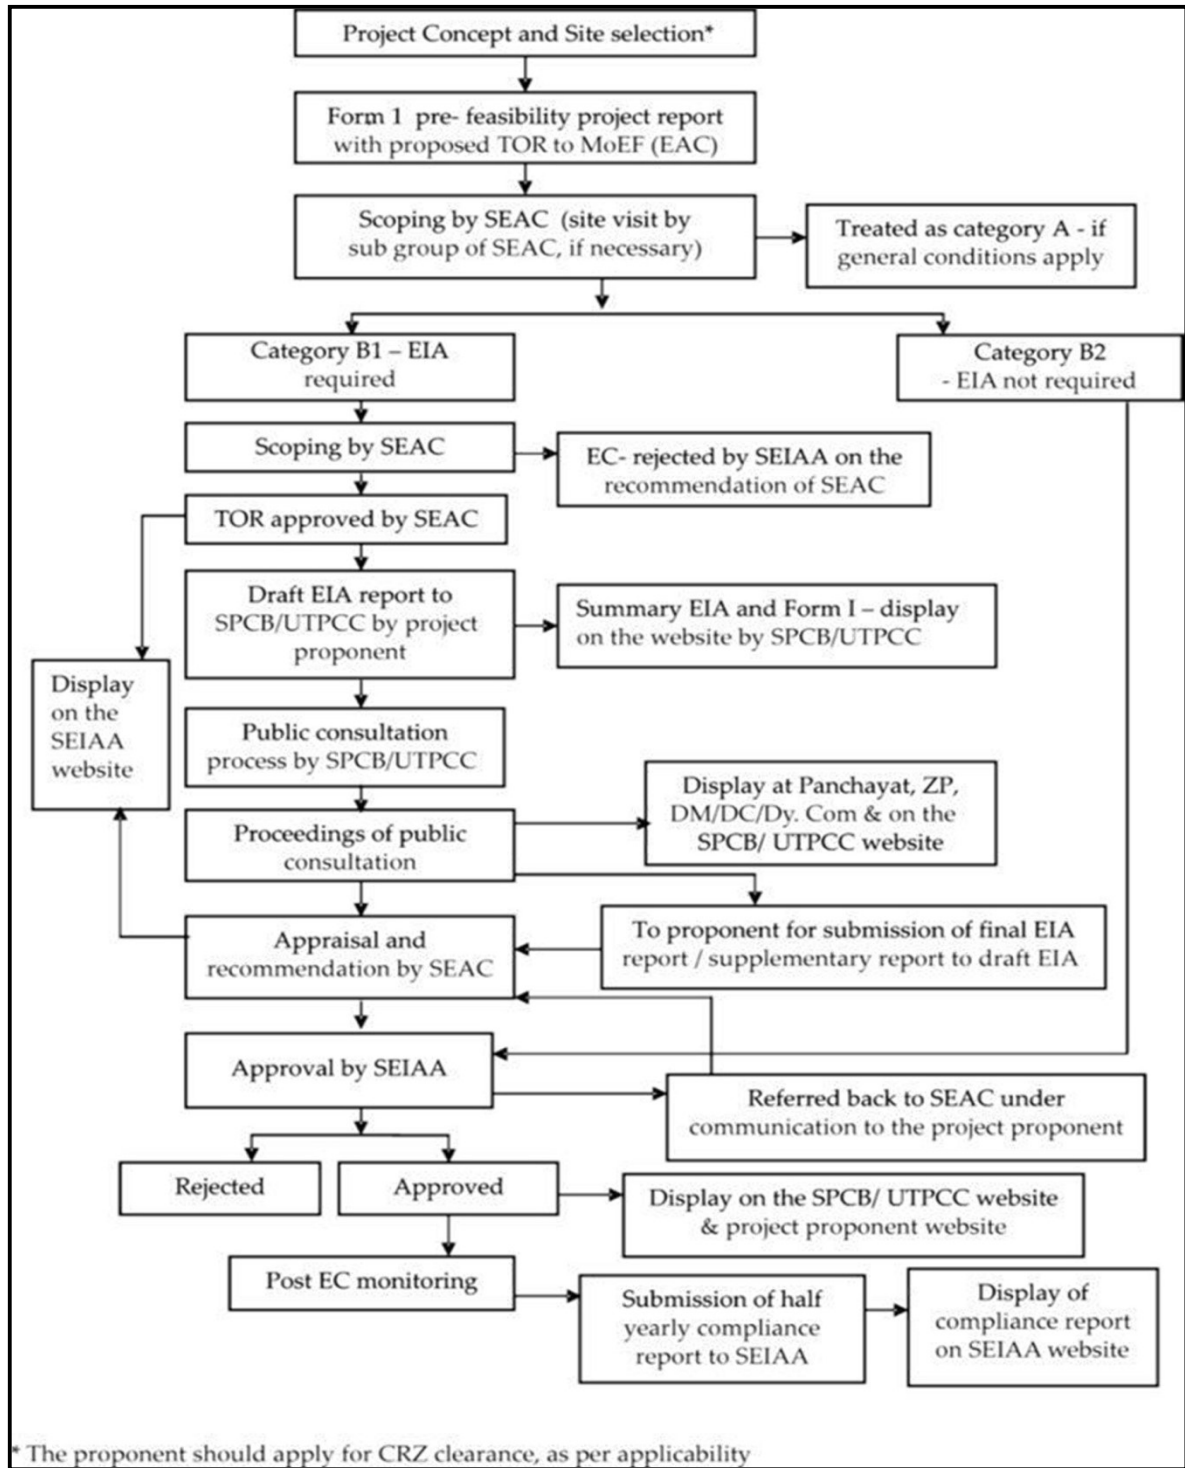 Project Concept and Site selection*
Form 1 pre- feasibility project report
with proposed TOR to MoEF (EAC)
Scoping by SEAC (site visit by
sub group of SEAC, if necessary)
Treated as category A - if
general conditions apply
Category B1 – EIA
required
Category B2
- EIA not required
Scoping by SEAC
EC- rejected by SEIAA on the
recommendation of SEAC
TOR approved by SEAC
Draft EIA report to
SPCB/UTPCC by project
proponent
Summary EIA and Form I – display
on the website by SPCB/UTPCC
Display
on the
SEIAA
website
Public consultation
process by SPCB/UTPCC
Proceedings of public
consultation
Display at Panchayat, ZP,
DM/DC/Dy. Com & on the
SPCB/ UTPCC website
Appraisal and
recommendation by SEAC
To proponent for submission of final EIA
report / supplementary report to draft EIA
Approval by SEIAA
Referred back to SEAC under
communication to the project proponent
Rejected
Approved
Display on the SPCB/ UTPCC website
& project proponent website
Post EC monitoring
Submission of half
yearly compliance
report to SEIAA
Display of
compliance report
on SEIAA website
* The proponent should apply for CRZ clearance, as per applicability